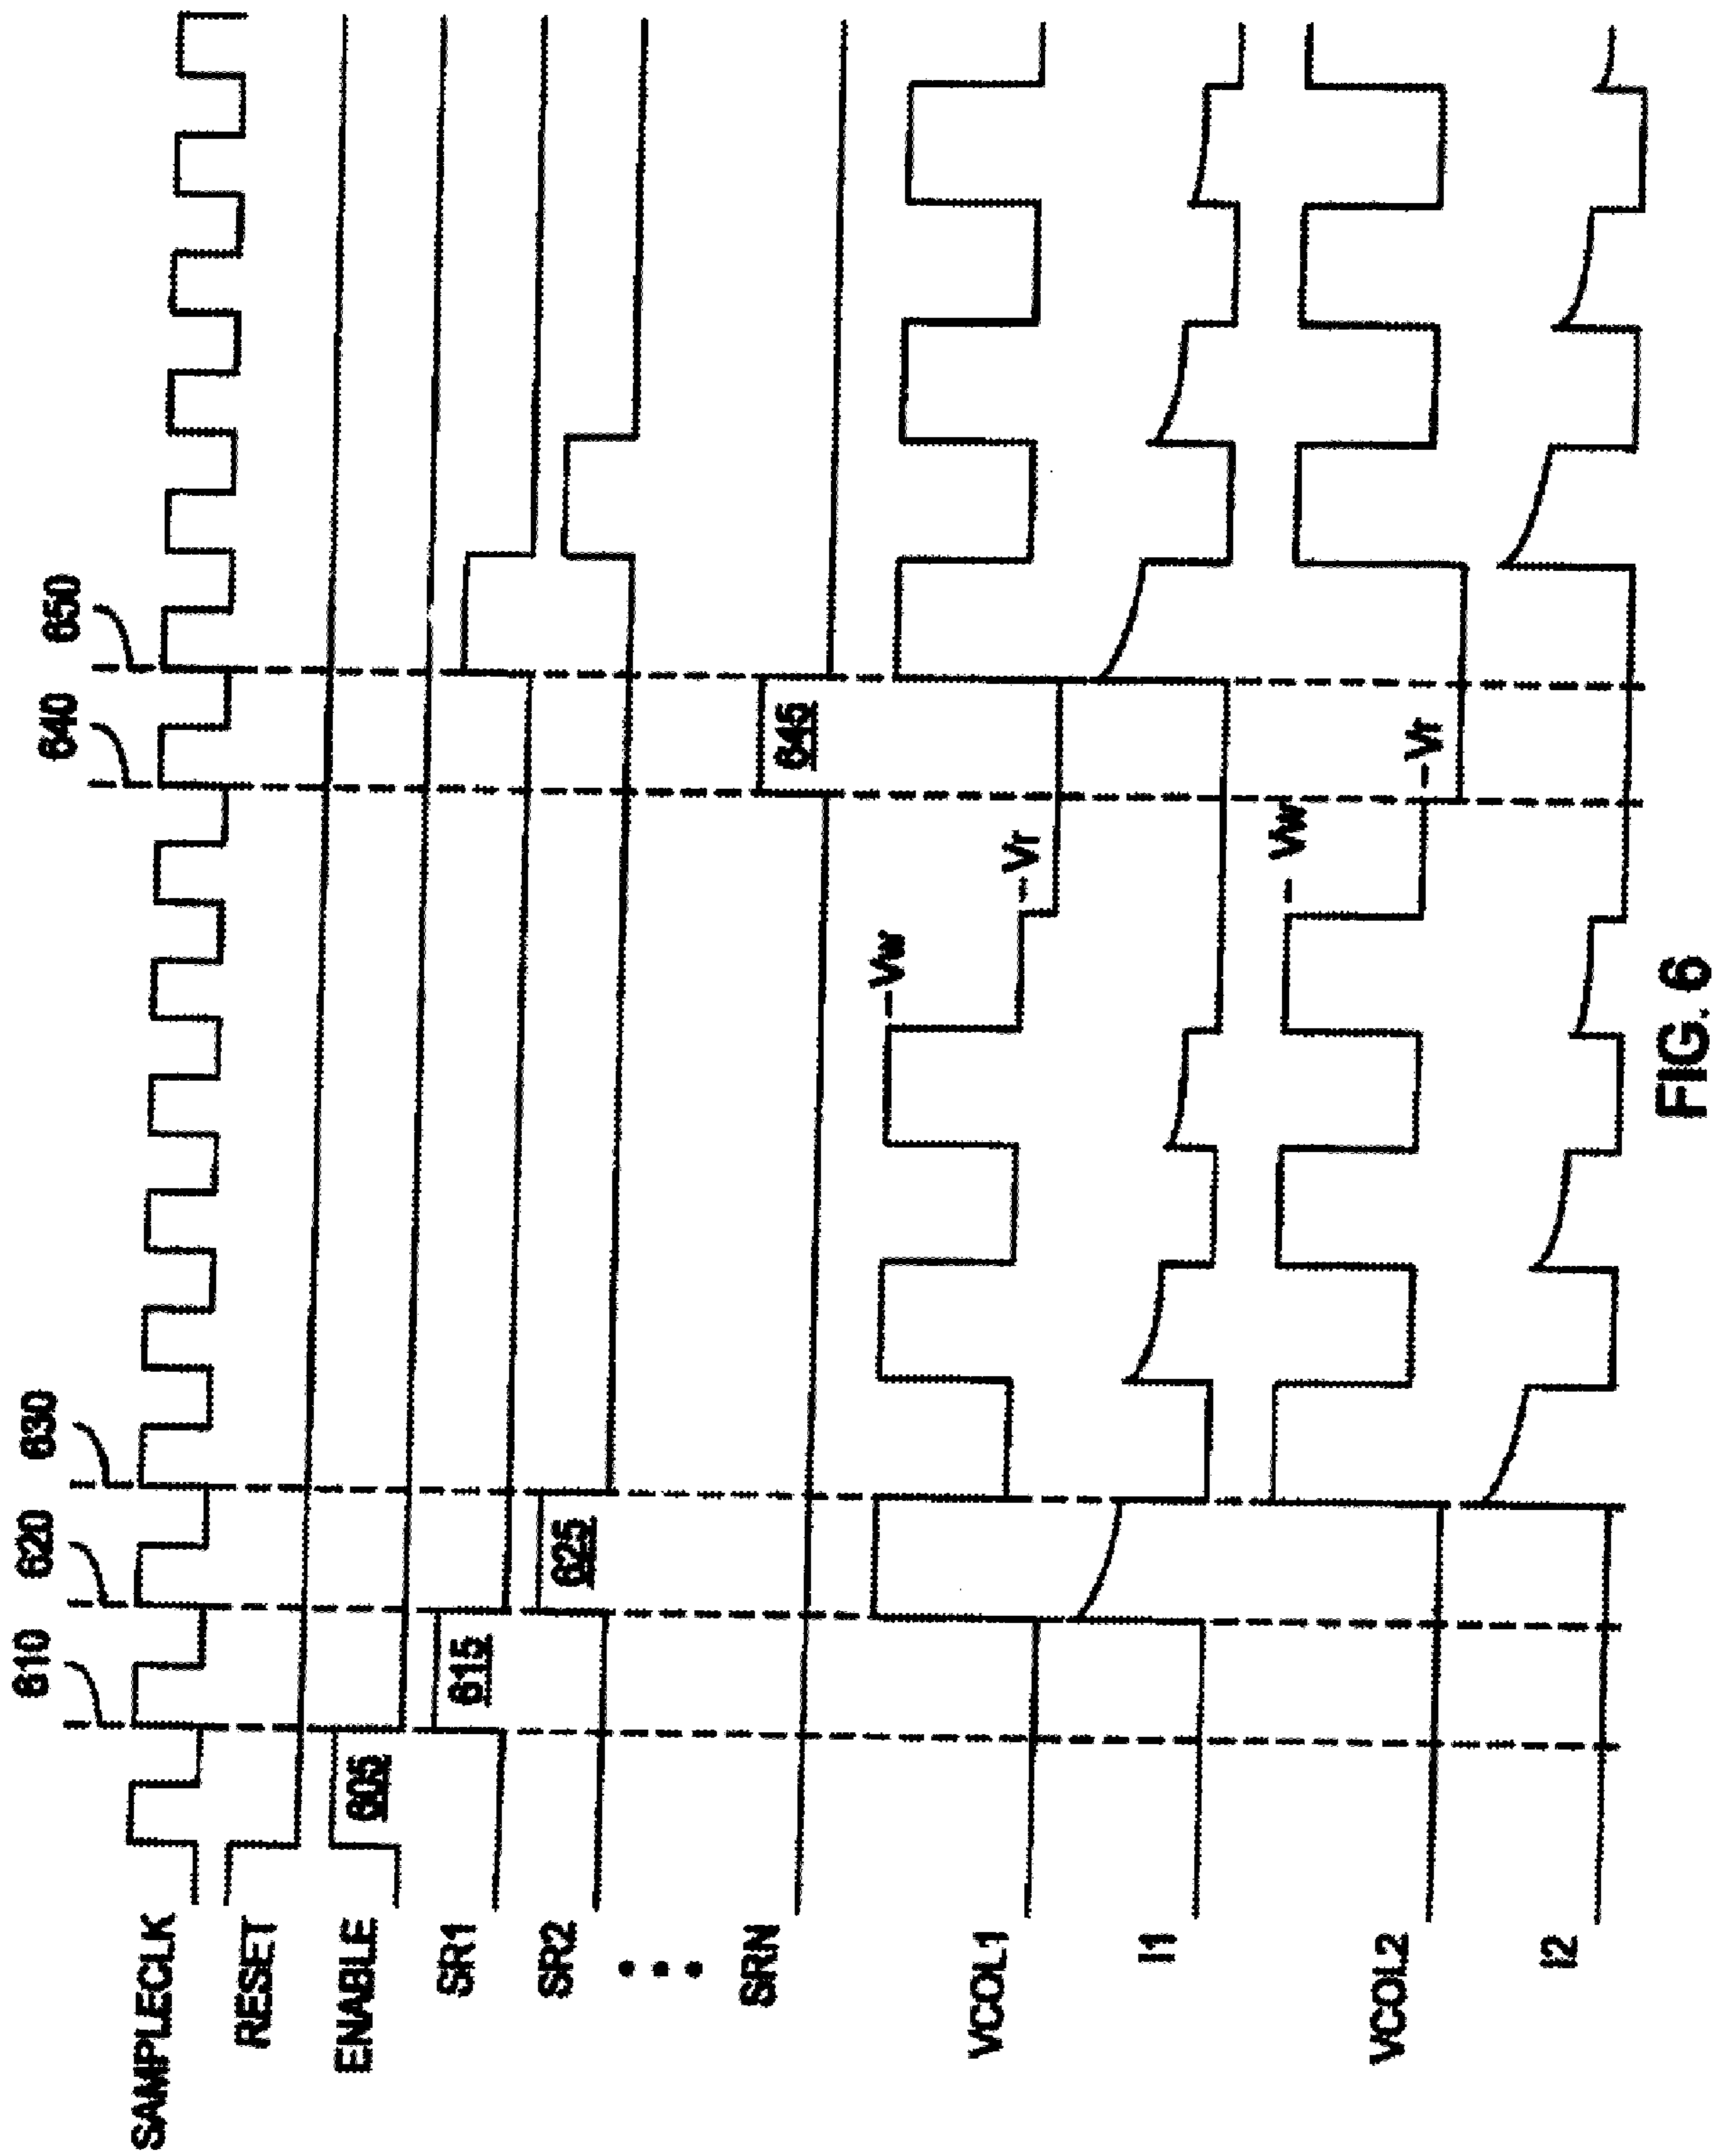 610
620
630
640
650
SAMPLECLK
RESET
ENABLE
605
SR1
615
SR2
625
SRN
645
VCOL1
Vw
Vr
I1
VCOL2
Vw
Vr
I2
FIG. 6